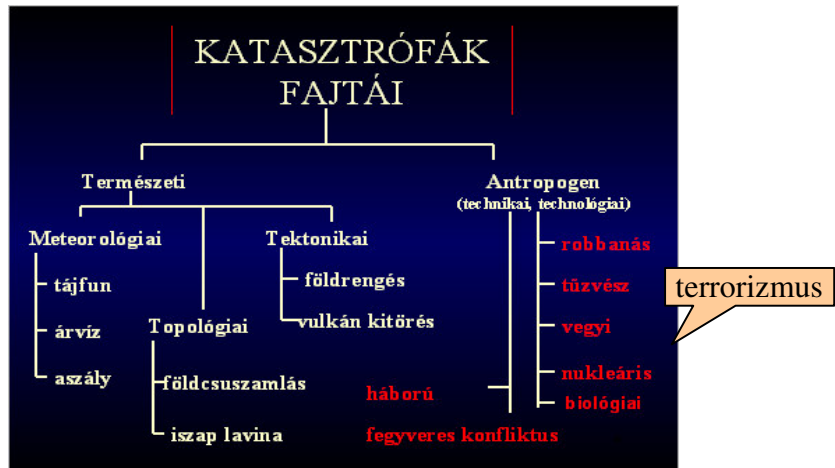 KATASZTRÓFÁK
FAJTÁI
Természeti
Antropogen
(technikai, technológiai)
Meteorológiai
tájfun
árvíz
aszály
Topológiai
földcsuszamlás
iszap lavina
Tektonikai
földrengés
vulkán kitörés
háború
fegyveres konfliktus
robbanás
tűzvész
vegyi
nukleáris
biológiai
terrorizmus